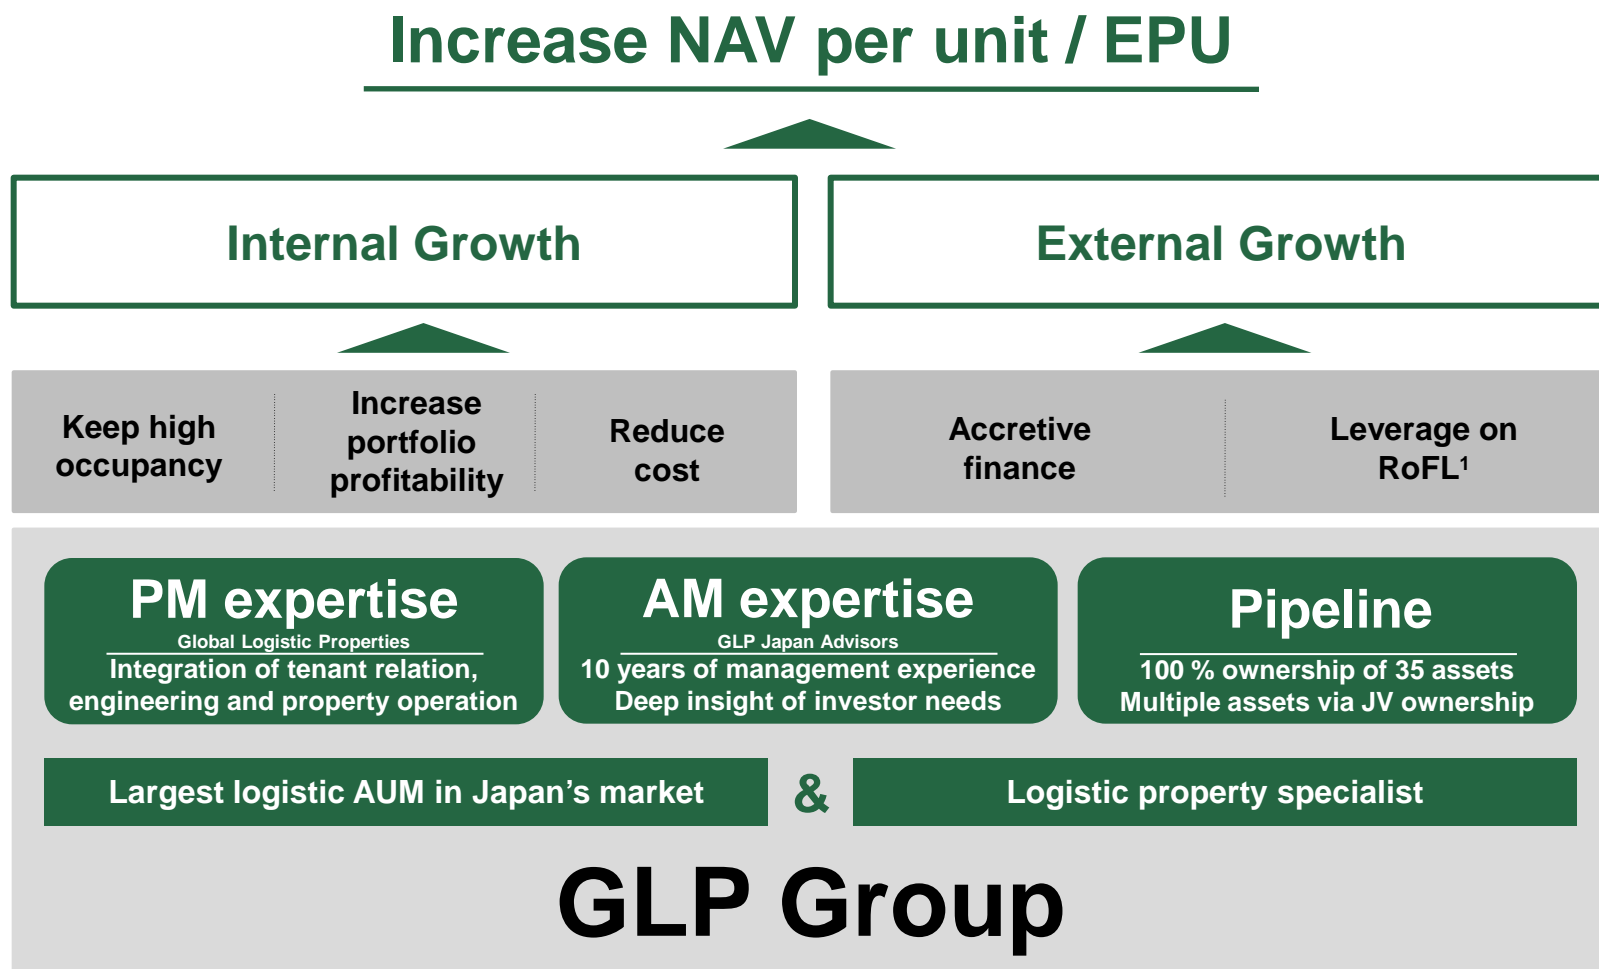 Increase NAV per unit / EPU
Internal Growth
External Growth
Keep high
occupancy
Increase
portfolio
profitability
Reduce
cost
Accretive
finance
Leverage on
RoFL¹
PM expertise
Global Logistic Properties
Integration of tenant relation,
engineering and property operation
AM expertise
GLP Japan Advisors
10 years of management experience
Deep insight of investor needs
Pipeline
100 % ownership of 35 assets
Multiple assets via JV ownership
Largest logistic AUM in Japan’s market
&
Logistic property specialist
GLP Group